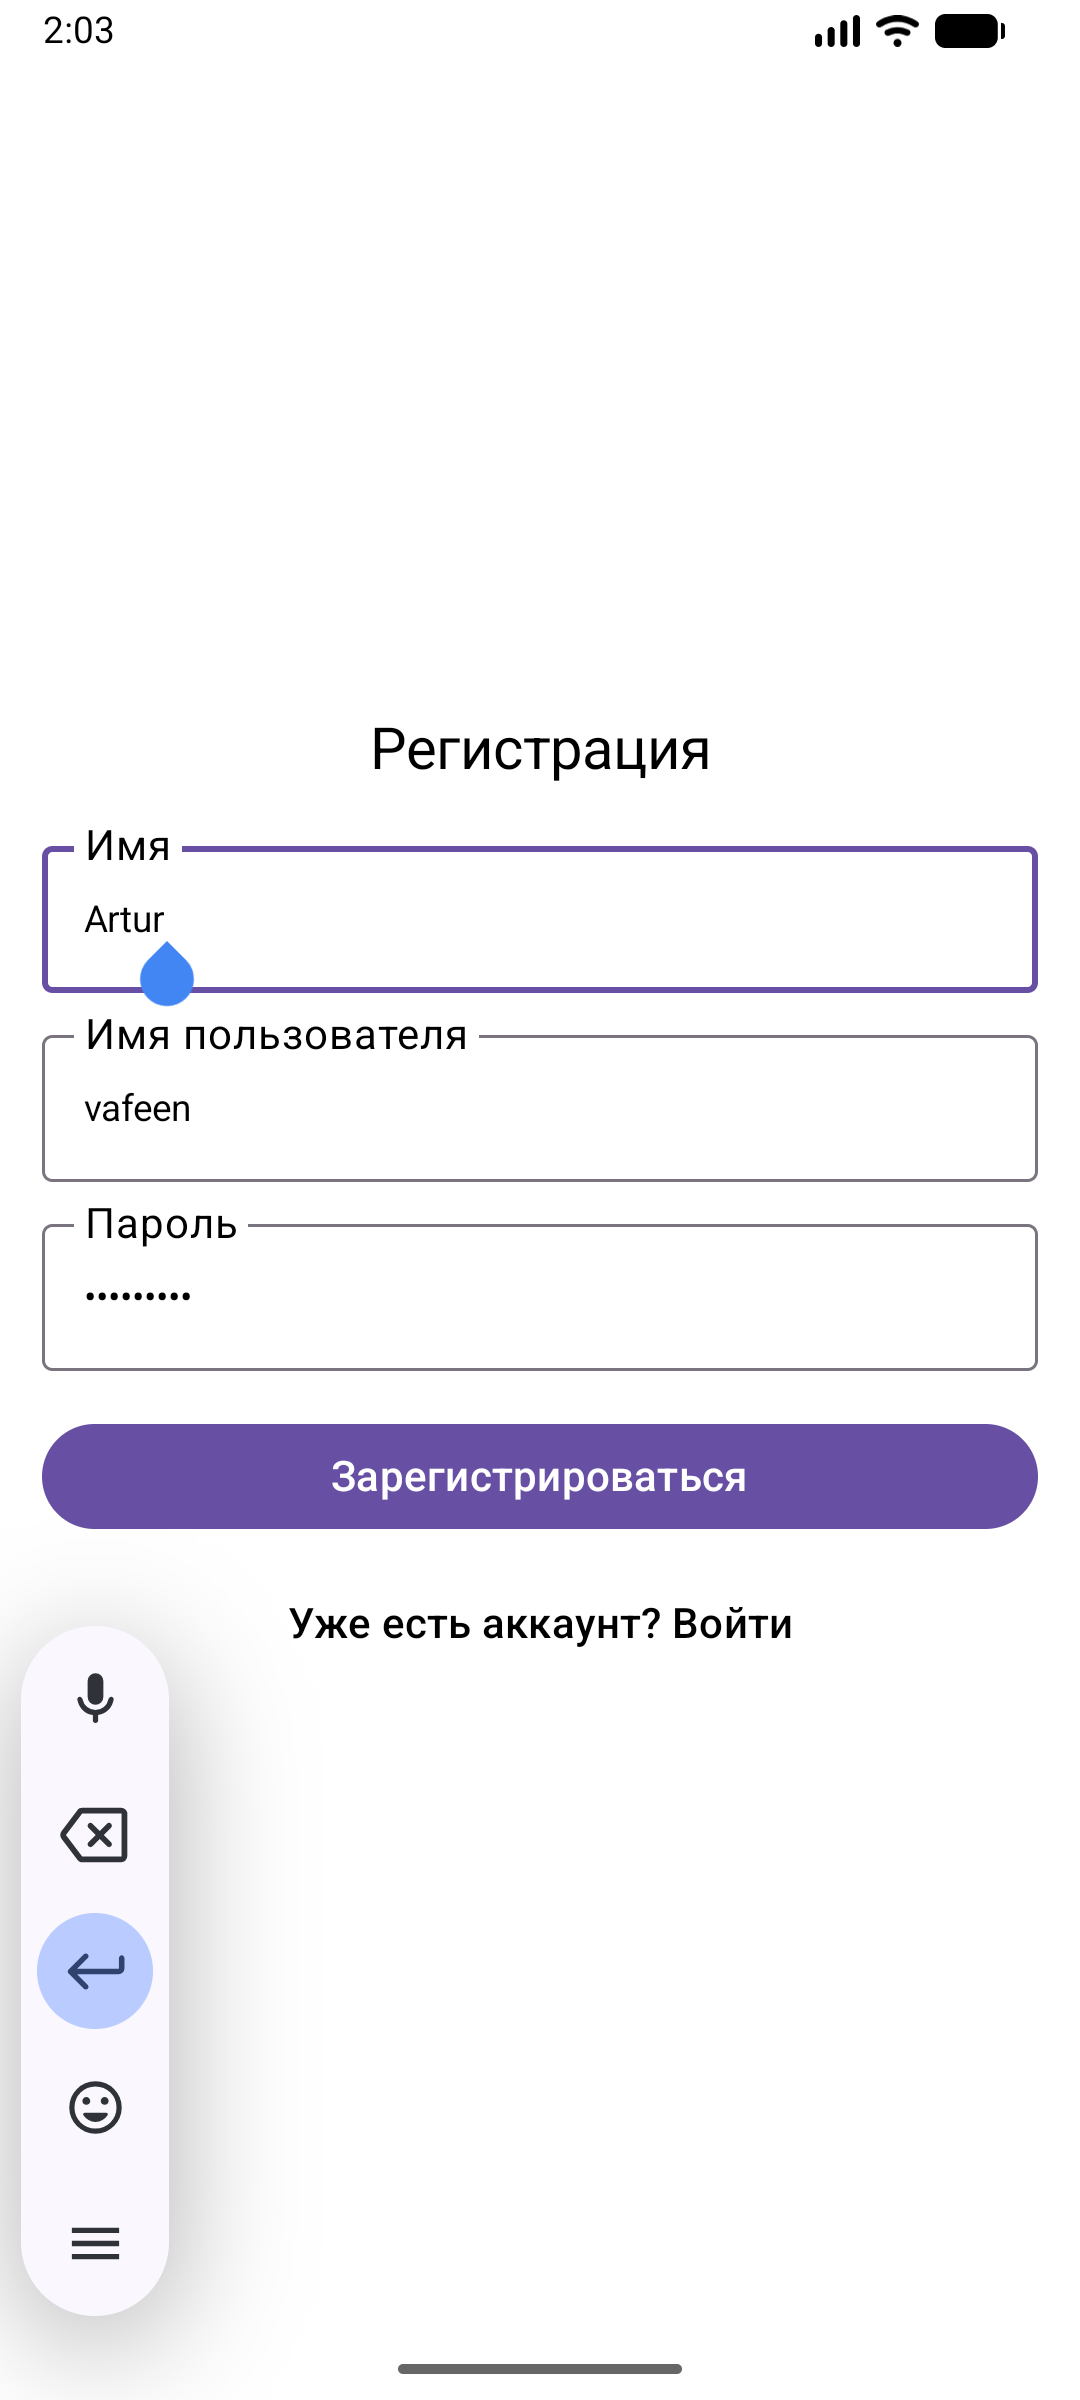 2:03
Регистрация
Имя
Artur
Имя пользователя
vafeen
Пароль
•••••••••
Зарегистрироваться
Уже есть аккаунт? Войти